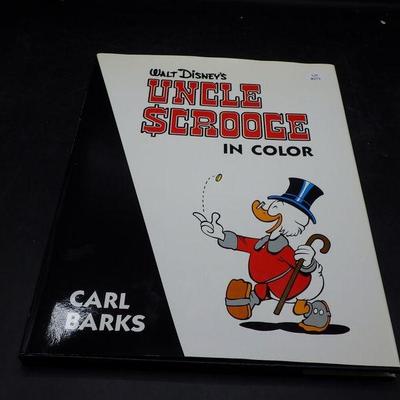 WALT DISNEY'S
UNCLE
$CROOGE
IN COLOR
CARL
BARKS